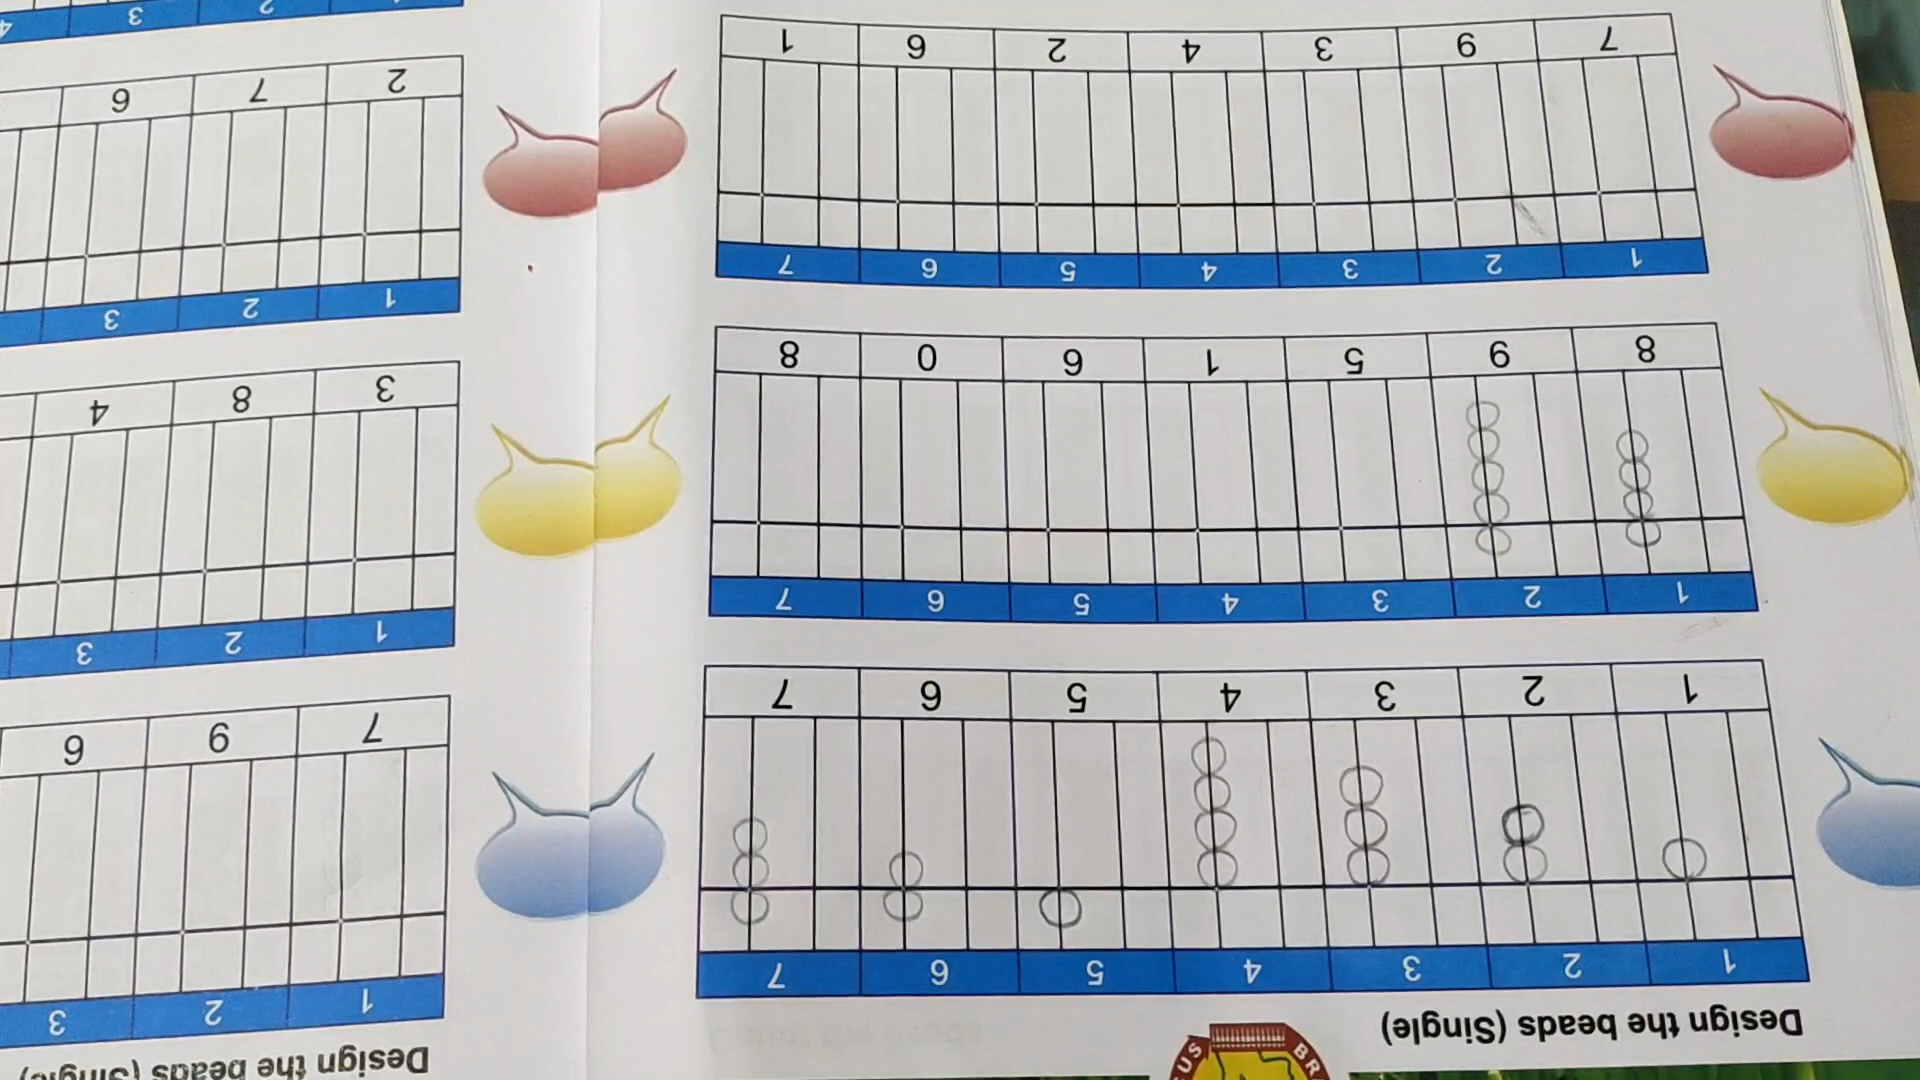 Design the beads (Single)
1 2 3 4 5 6 7
1 2 3 4 5 6 7
1 2 3 4 5 6 7
8 9 5 1 6 0 8
1 2 3 4 5 6 7
7 9 3 4 2 6 1
Design the beads
1 2 3
7 9 6
1 2 3
3 8 4
1 2 3
2 7 6
2 3 4
US BR